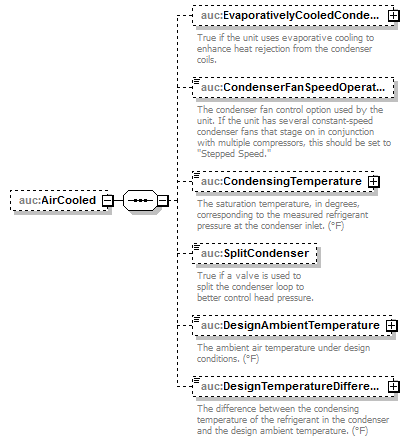 auc:EvaporativelyCooledConde...
True if the unit uses evaporative cooling to
enhance heat rejection from the condenser
coils.
auc:CondenserFanSpeedOperat...
The condenser fan control option used by the
unit. If the unit has several constant-speed
condenser fans that stage on in conjunction
with multiple compressors, this should be set to
"Stepped Speed."
auc:CondensingTemperature
The saturation temperature, in degrees,
corresponding to the measured refrigerant
pressure at the condenser inlet. (°F)
auc:AirCooled
auc:SplitCondenser
True if a valve is used to
split the condenser loop to
better control head pressure.
auc:DesignAmbientTemperature
The ambient air temperature under design
conditions. (°F)
auc:DesignTemperatureDiffere...
The difference between the condensing
temperature of the refrigerant in the condenser
and the design ambient temperature. (°F)